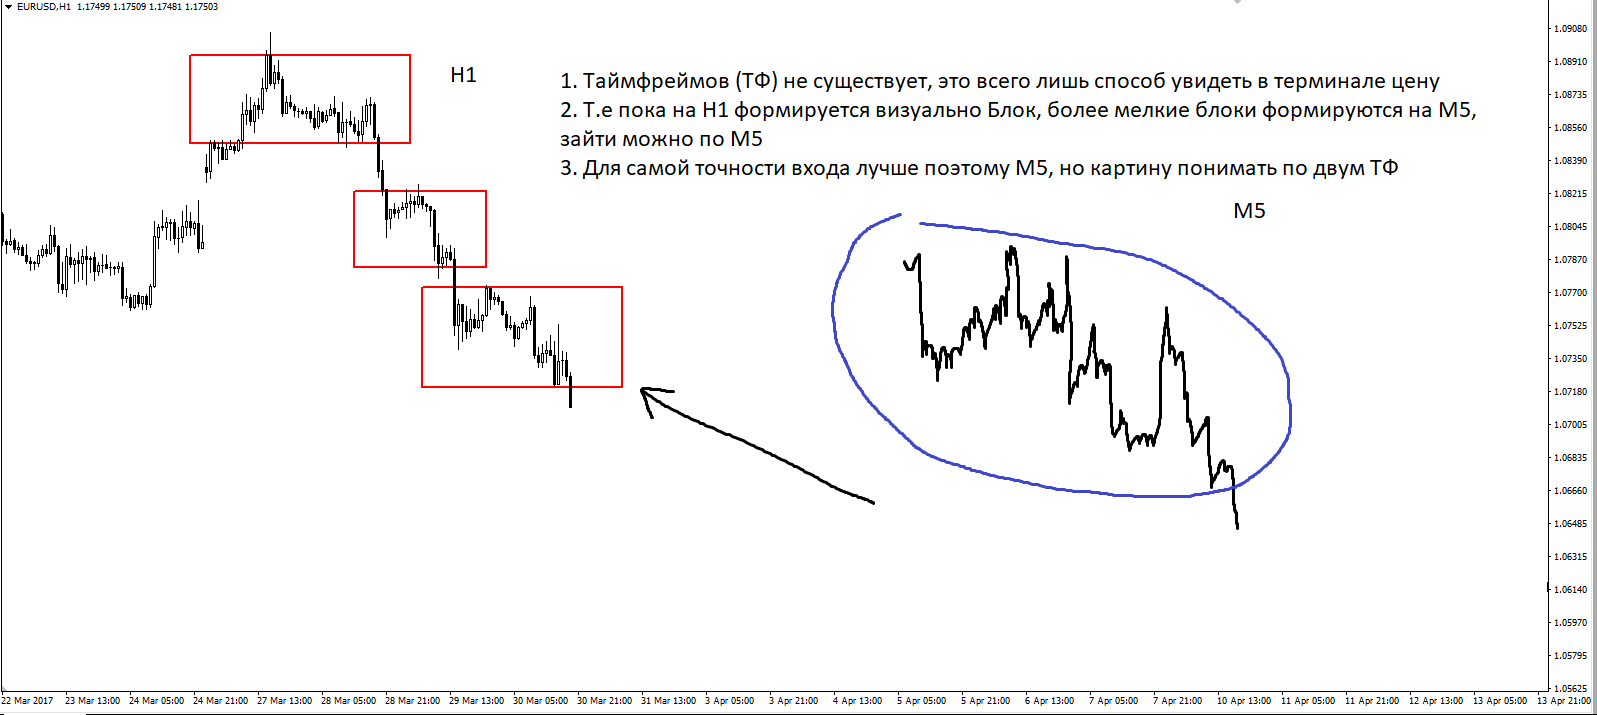 EURUSD,H1 1.17499 1.17509 1.17481 1.17503
H1
1. Таймфреймов (ТФ) не существует, это всего лишь способ увидеть в терминале цену
2. Т.е пока на H1 формируется визуально Блок, более мелкие блоки формируются на M5,
зайти можно по M5
3. Для самой точности входа лучше поэтому M5, но картину понимать по двум ТФ
M5
1.09080
1.08910
1.08735
1.08560
1.08390
1.08215
1.08045
1.07870
1.07700
1.07525
1.07350
1.07180
1.07005
1.06835
1.06660
1.06485
1.06315
1.06140
1.05970
1.05795
1.05625
22 Mar 2017 23 Mar 13:00 24 Mar 05:00 24 Mar 21:00 27 Mar 13:00 28 Mar 05:00 28 Mar 21:00 29 Mar 13:00 30 Mar 05:00 30 Mar 21:00 31 Mar 13:00 3 Apr 05:00 3 Apr 21:00 4 Apr 13:00 5 Apr 05:00 5 Apr 21:00 6 Apr 13:00 7 Apr 05:00 7 Apr 21:00 10 Apr 13:00 11 Apr 05:00 11 Apr 21:00 12 Apr 13:00 13 Apr 05:00 13 Apr 21:00